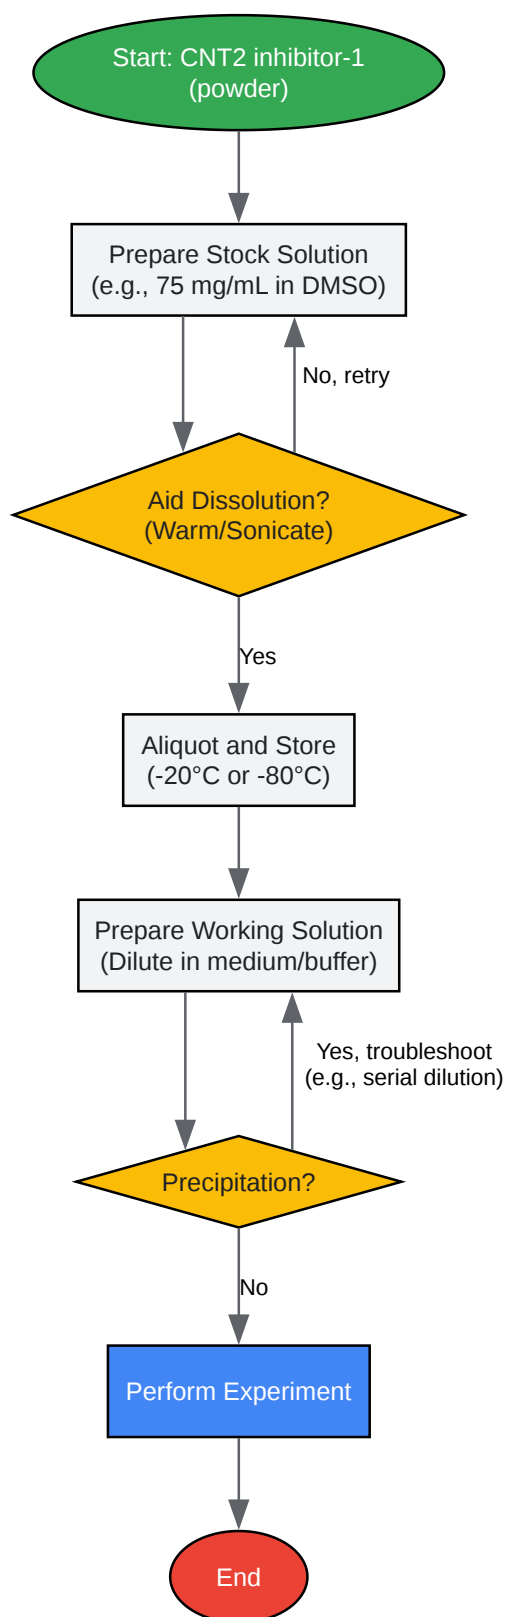 Start: CNT2 inhibitor-1
(powder)
Prepare Stock Solution
(e.g., 75 mg/mL in DMSO)
No, retry
Aid Dissolution?
(Warm/Sonicate)
Yes
Aliquot and Store
(-20°C or -80°C)
Prepare Working Solution
(Dilute in medium/buffer)
Yes, troubleshoot
(e.g., serial dilution)
Precipitation?
No
Perform Experiment
End